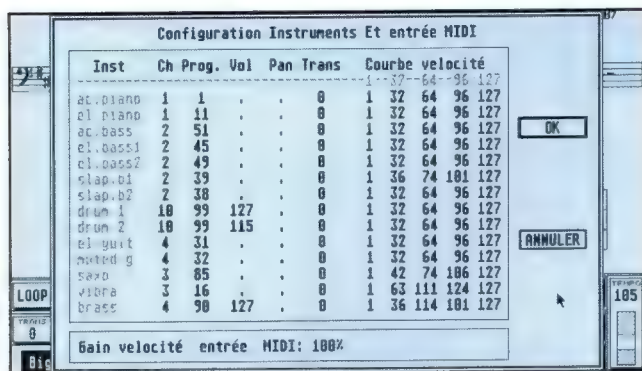 B7
Configuration Instruments Et entrée MIDI
Inst Ch Prog. Vol Pan Trans Courbe velocité
1--32--64--96 127
ac.piano 1 1 . . 0 1 32 64 96 127
el piano 1 11 . . 0 1 32 64 96 127
ac.bass 2 51 . . 0 1 32 64 96 127
el.bass1 2 45 . . 0 1 32 64 96 127
el.bass2 2 49 . . 0 1 32 64 96 127
slap.b1 2 39 . . 0 1 36 74 101 127
slap.b2 2 38 . . 0 1 32 64 96 127
drum 1 10 99 127 . 0 1 32 64 96 127
drum 2 10 99 115 . 0 1 32 64 96 127
el guit 4 31 . . 0 1 32 64 96 127
muted g 4 32 . . 0 1 32 64 96 127
saxo 3 85 . . 0 1 42 74 106 127
vibra 3 16 . . 0 1 63 111 124 127
brass 4 90 127 . 0 1 36 114 101 127
OK
ANNULER
LOOP
TRANS
0
Big
TEMPO
105
Gain velocité entrée MIDI: 100%